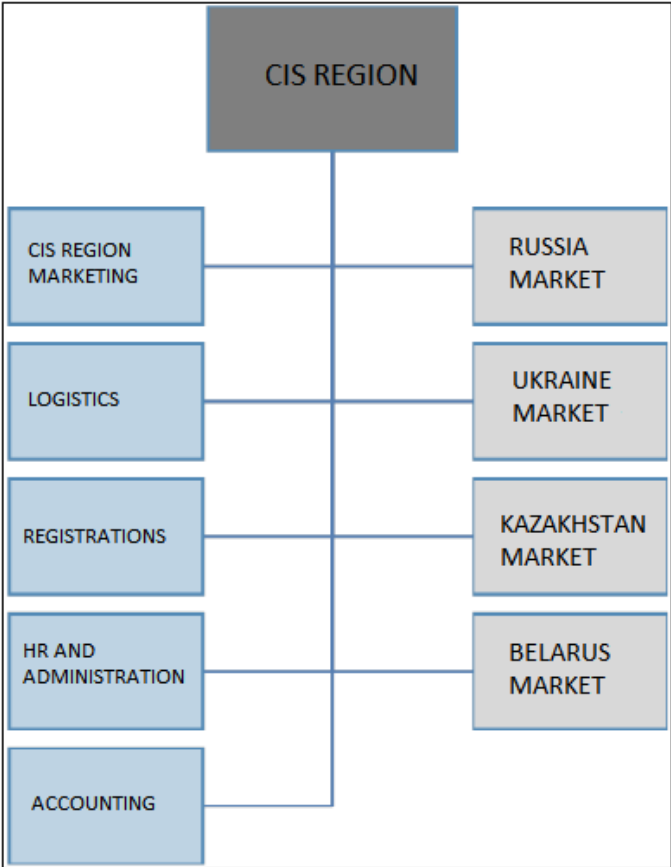 CIS REGION
CIS REGION
MARKETING
RUSSIA
MARKET
LOGISTICS
UKRAINE
MARKET
REGISTRATIONS
KAZAKHSTAN
MARKET
HR AND
ADMINISTRATION
BELARUS
MARKET
ACCOUNTING